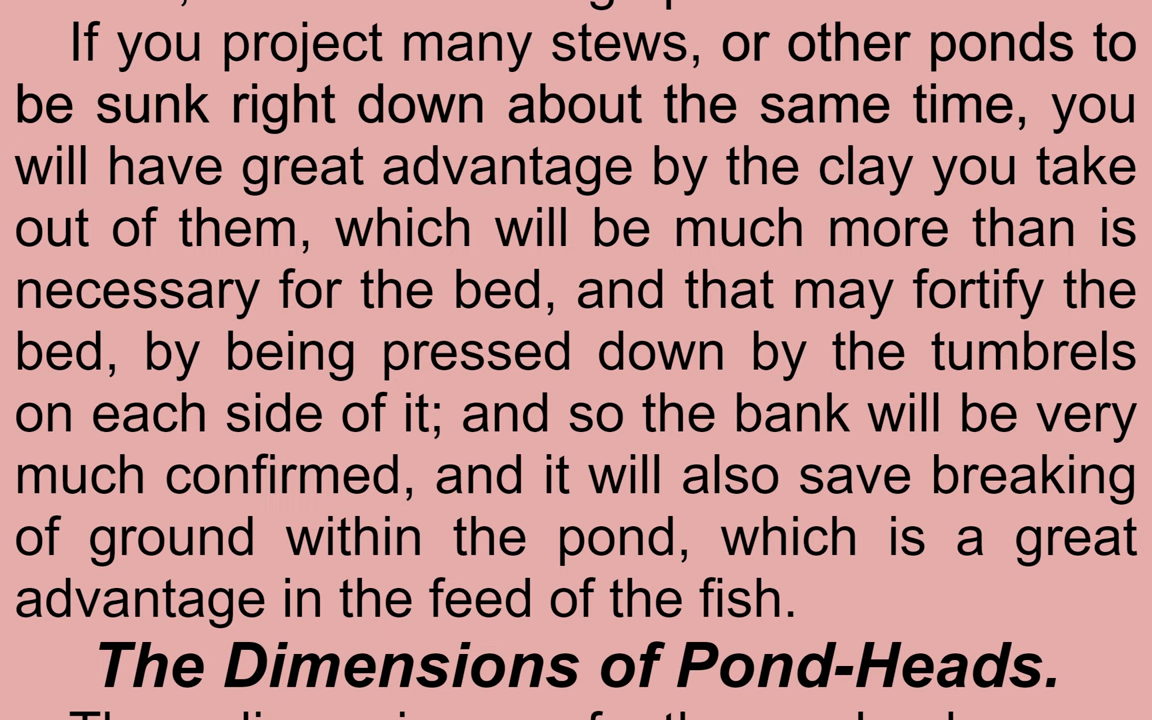 If you project many stews, or other ponds to
be sunk right down about the same time, you
will have great advantage by the clay you take
out of them, which will be much more than is
necessary for the bed, and that may fortify the
bed, by being pressed down by the tumbrels
on each side of it; and so the bank will be very
much confirmed, and it will also save breaking
of ground within the pond, which is a great
advantage in the feed of the fish.
The Dimensions of Pond-Heads.